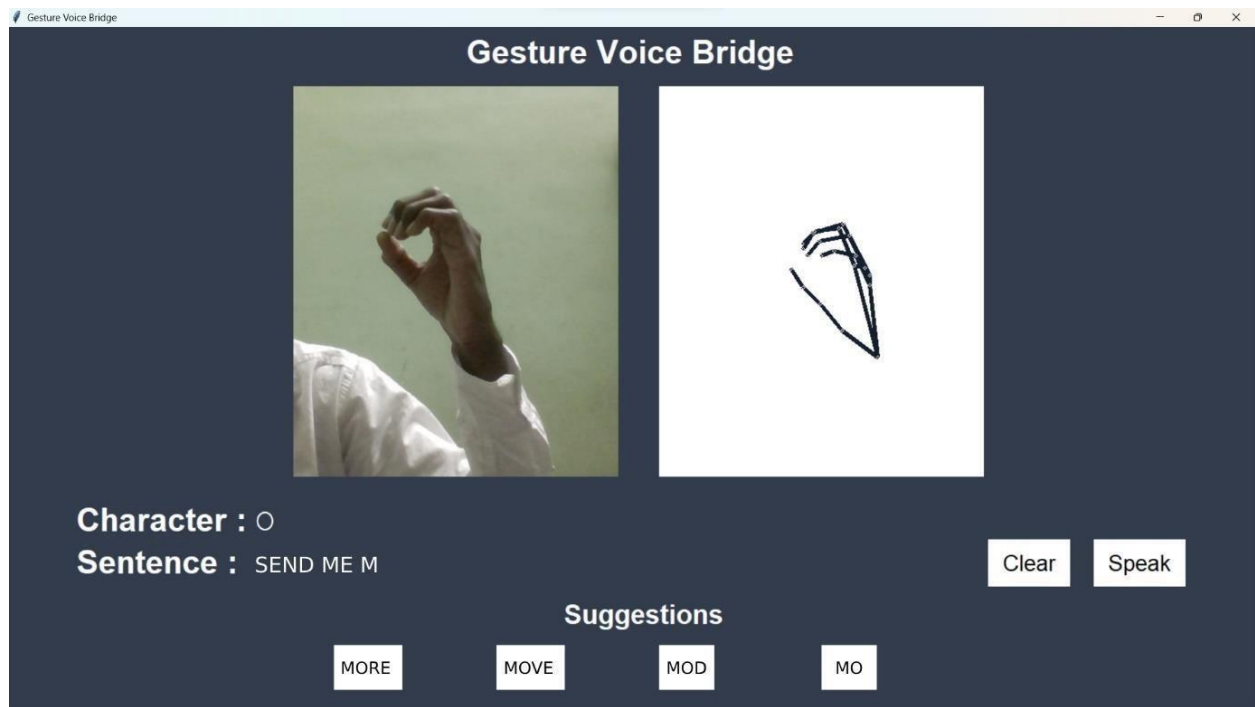 Gesture Voice Bridge
Gesture Voice Bridge
Character : O
Sentence : SEND ME M
Clear Speak
Suggestions
MORE MOVE MOD MO